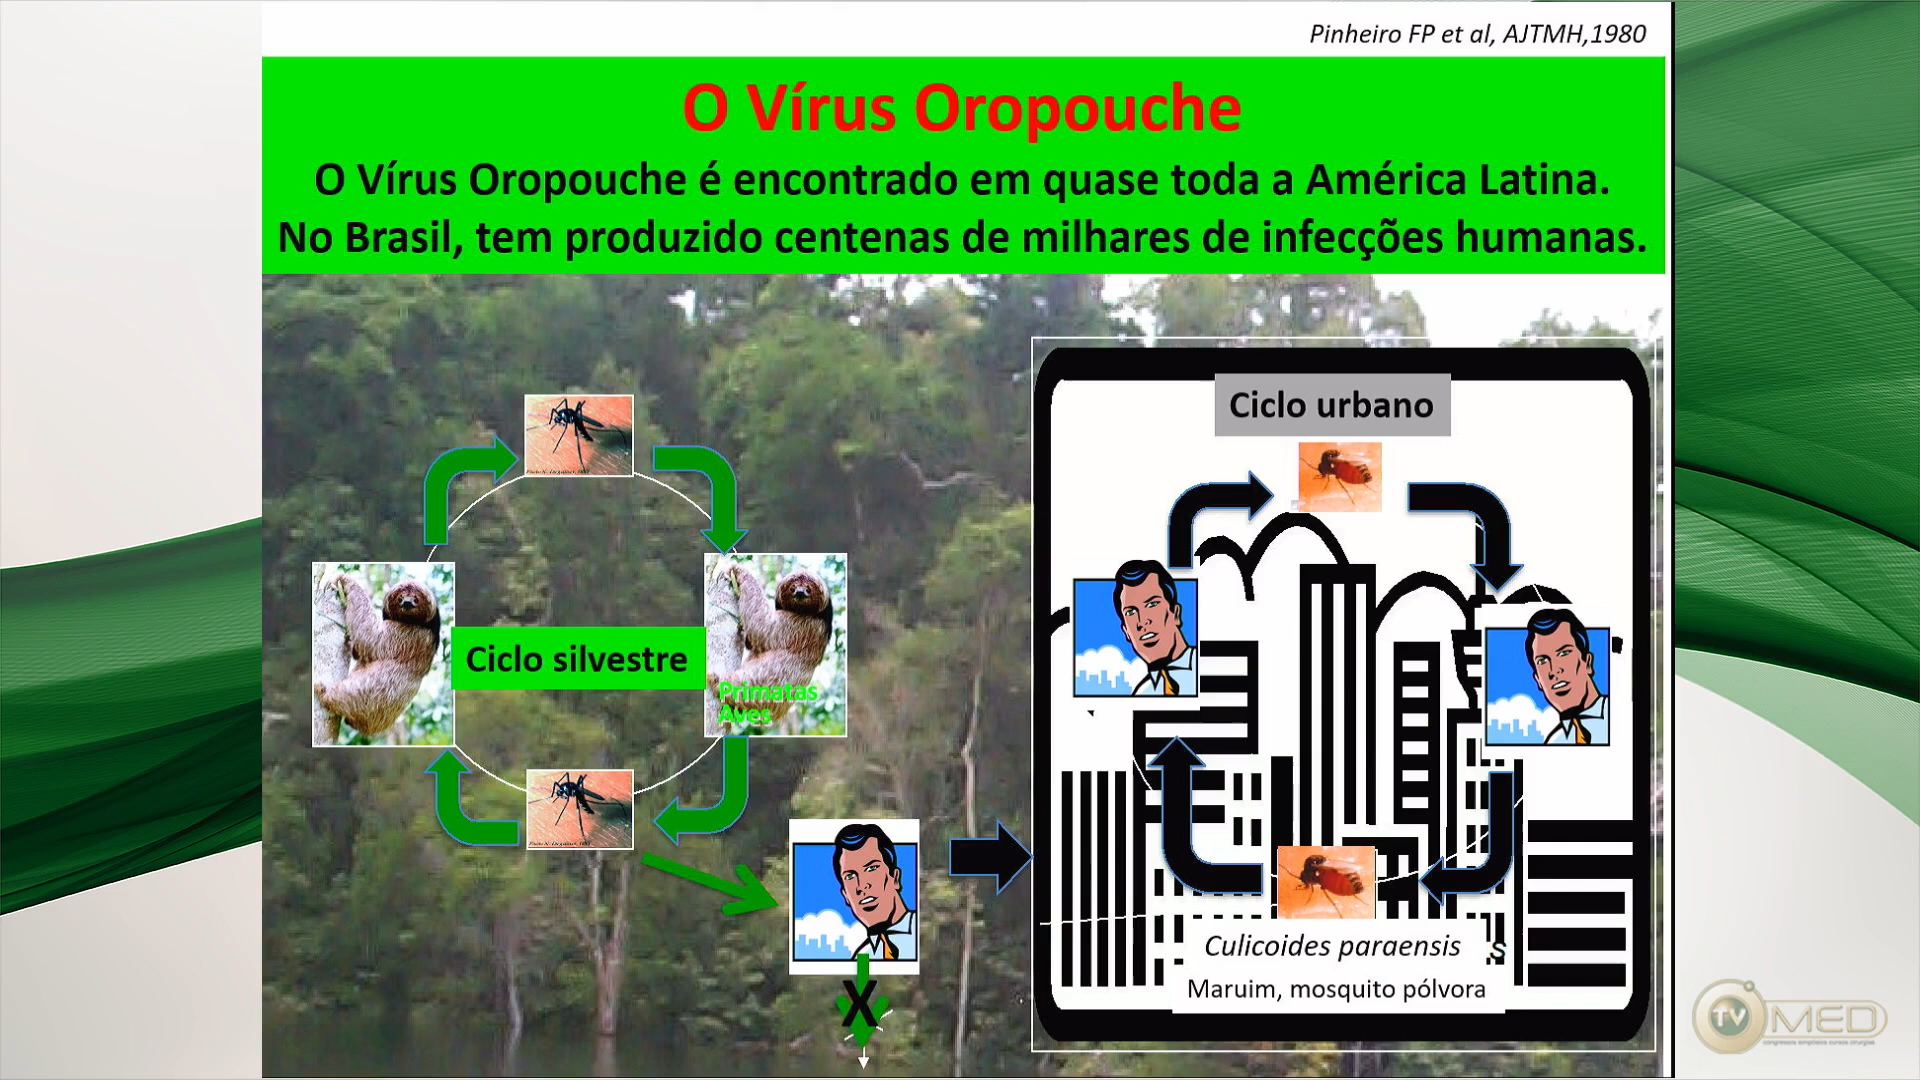 Pinheiro FP et al, AJTMH,1980
O Vírus Oropouche
O Vírus Oropouche é encontrado em quase toda a América Latina.
No Brasil, tem produzido centenas de milhares de infecções humanas.
Ciclo silvestre
Primatas
Aves
X
Ciclo urbano
Culicoides paraensis
s
Maruim, mosquito pólvora
TV MED